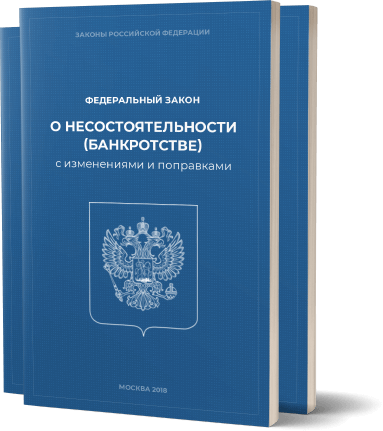 ЗАКОНЫ РОССИЙСКОЙ ФЕДЕРАЦИИ
ФЕДЕРАЛЬНЫЙ ЗАКОН
О НЕСОСТОЯТЕЛЬНОСТИ
(БАНКРОТСТВЕ)
с изменениями и поправками
МОСКВА 2018